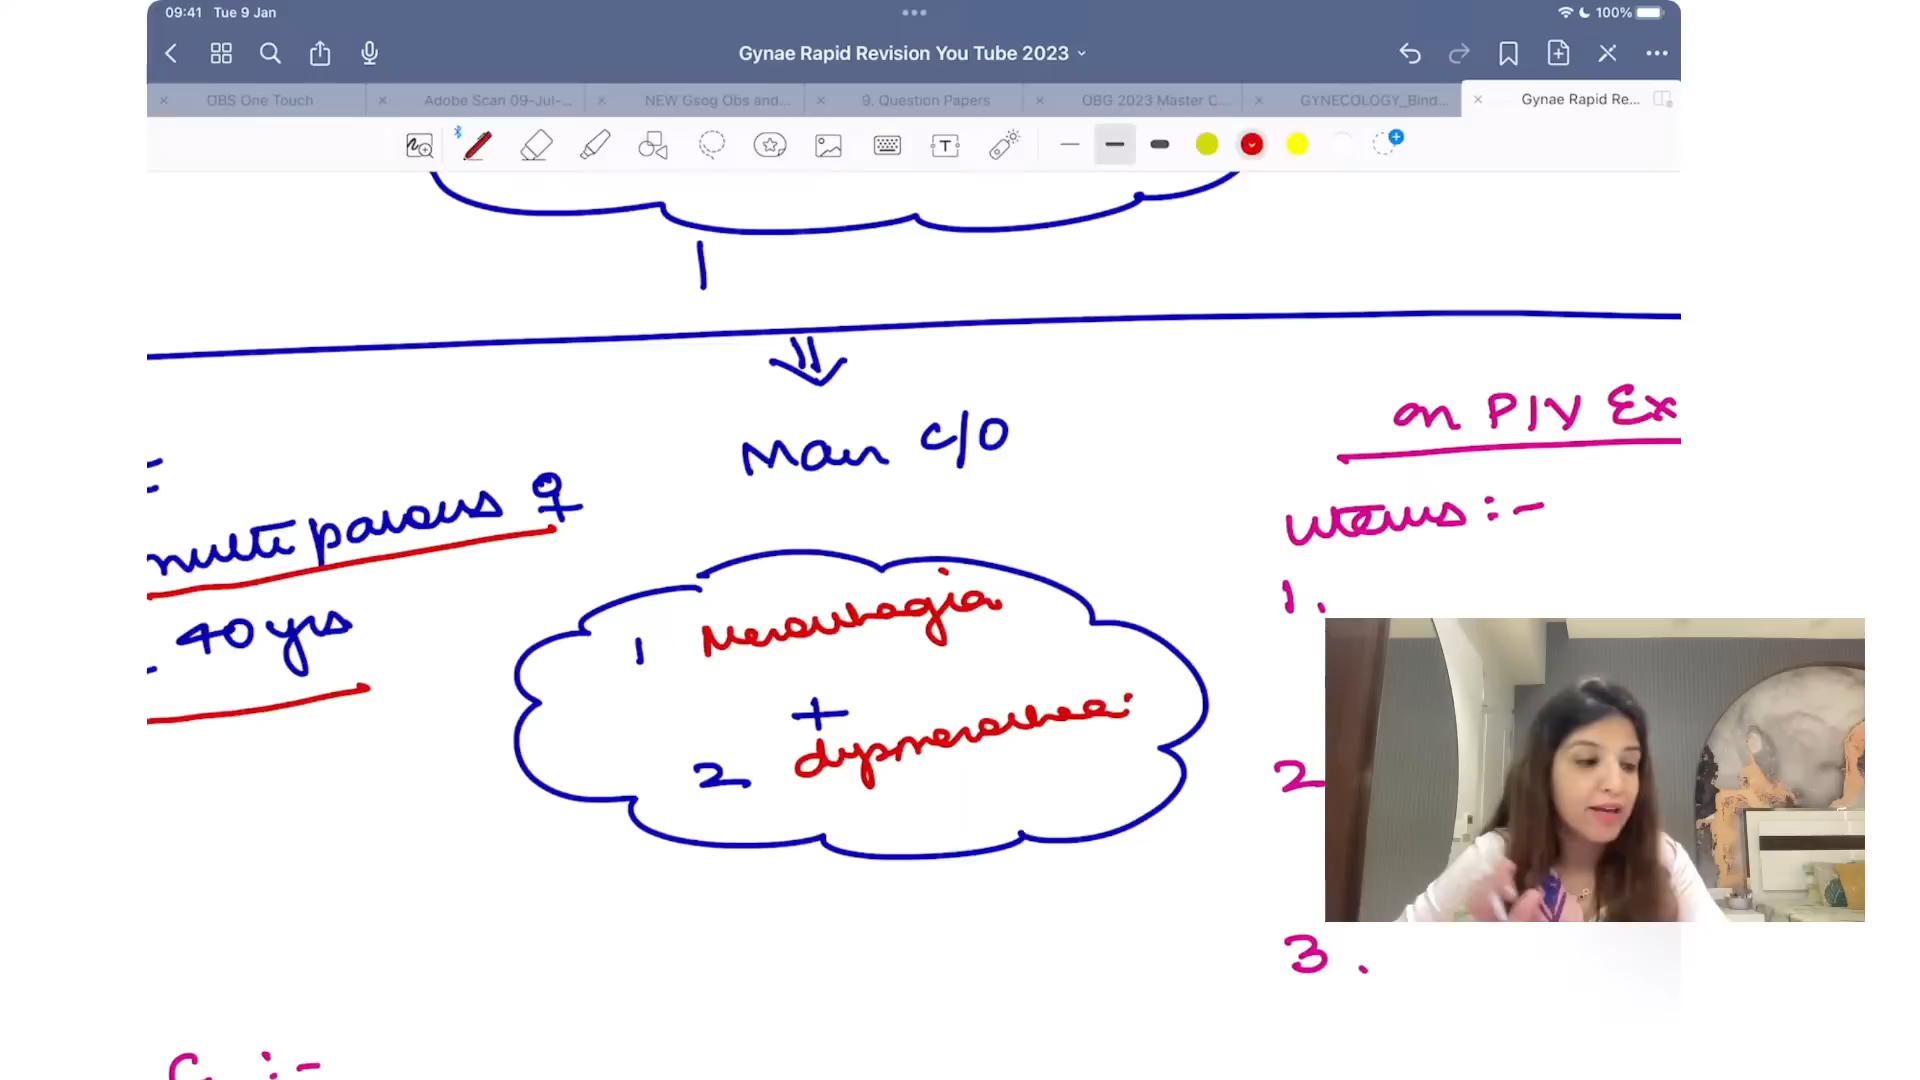 09:41 Tue 9 Jan 100%
Gynae Rapid Revision You Tube 2023
OBS One Touch
Adobe Scan 09-Jul-...
NEW Gsog Obs and...
9. Question Papers
OBG 2023 Master C...
GYNECOLOGY_Bind...
Gynae Rapid Re...
T
Main C/O
on P/V Ex
multiparous ♀
Uterus :-
40 yrs
1.
1 Menorrhagia
+
2 dysmenorrhea
2
3.
:-